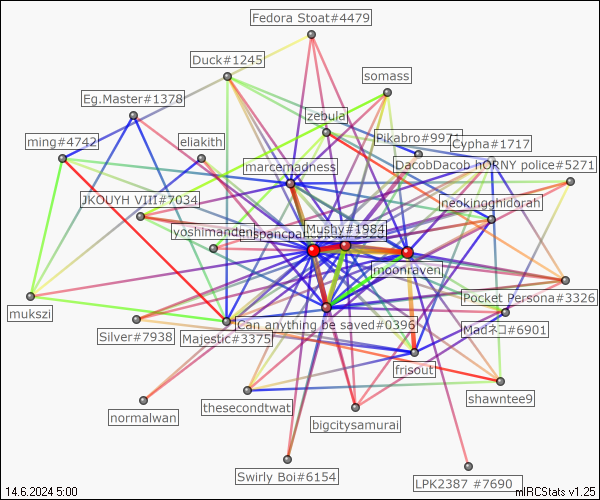 Fedora Stoat#4479
Duck#1245
somass
Eg.Master#1378
zebulai
ming#4742
eliakith
Pikabro#9971
Cypha#1717
marcemadness
DacobDacob hORNY police#5271
JKOUYH VIII#7034
neokingghidorah
yoshimanden
Mushy#1984
moonraven
mukszi
Pocket Persona#3326
Can anything be saved#0396
Silver#7938
Majestic#3375
Madネコ#6901
frisout
thesecondtwat
shawntee9
normalwan
bigcitysamurai
Swirly Boi#6154
LPK2387 #7690
14.6.2024 5:00
mIRCStats v1.25